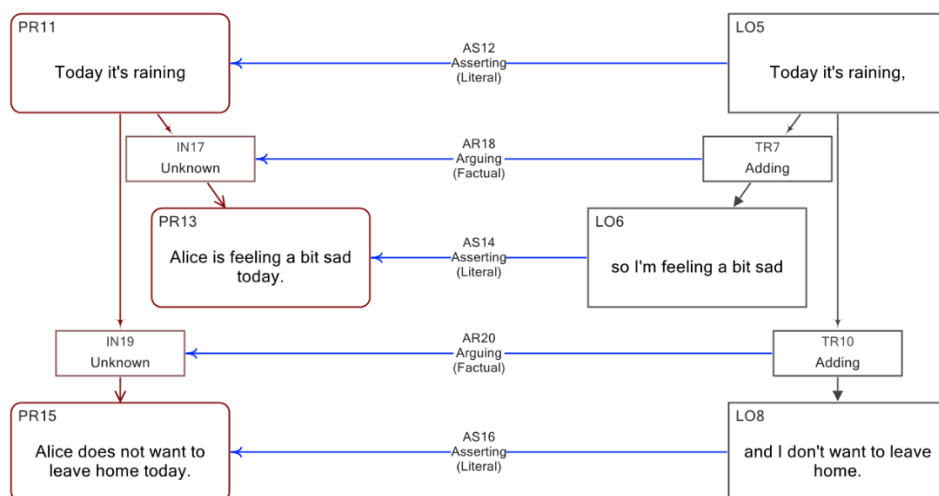 PR11
Today it's raining
AS12
Asserting
(Literal)
LO5
Today it's raining,
IN17
Unknown
AR18
Arguing
(Factual)
TR7
Adding
PR13
Alice is feeling a bit sad
today.
AS14
Asserting
(Literal)
LO6
so I'm feeling a bit sad
IN19
Unknown
AR20
Arguing
(Factual)
TR10
Adding
PR15
Alice does not want to
leave home today.
AS16
Asserting
(Literal)
LO8
and I don't want to leave
home.